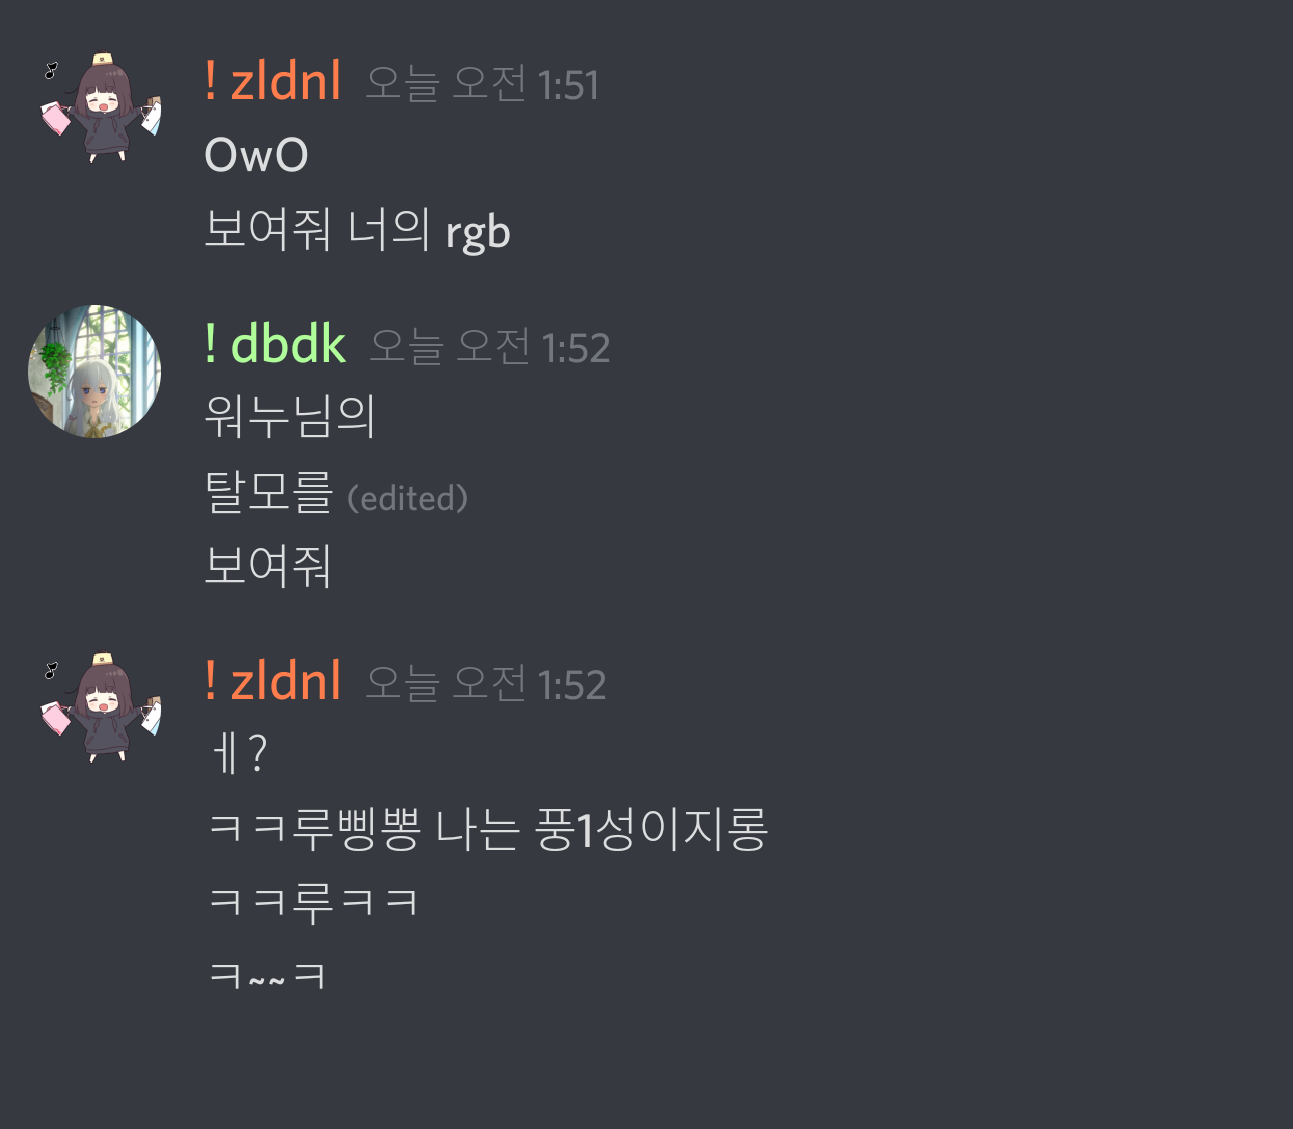 ! zldnl 오늘 오전 1:51
OwO
보여줘 너의 rgb
! dbdk 오늘 오전 1:52
워누님의
탈모를 (edited)
보여줘
! zldnl 오늘 오전 1:52
ㅔ?
ㅋㅋ루삥뽕 나는 풍1성이지롱
ㅋㅋ루ㅋㅋ
ㅋ~~ㅋ